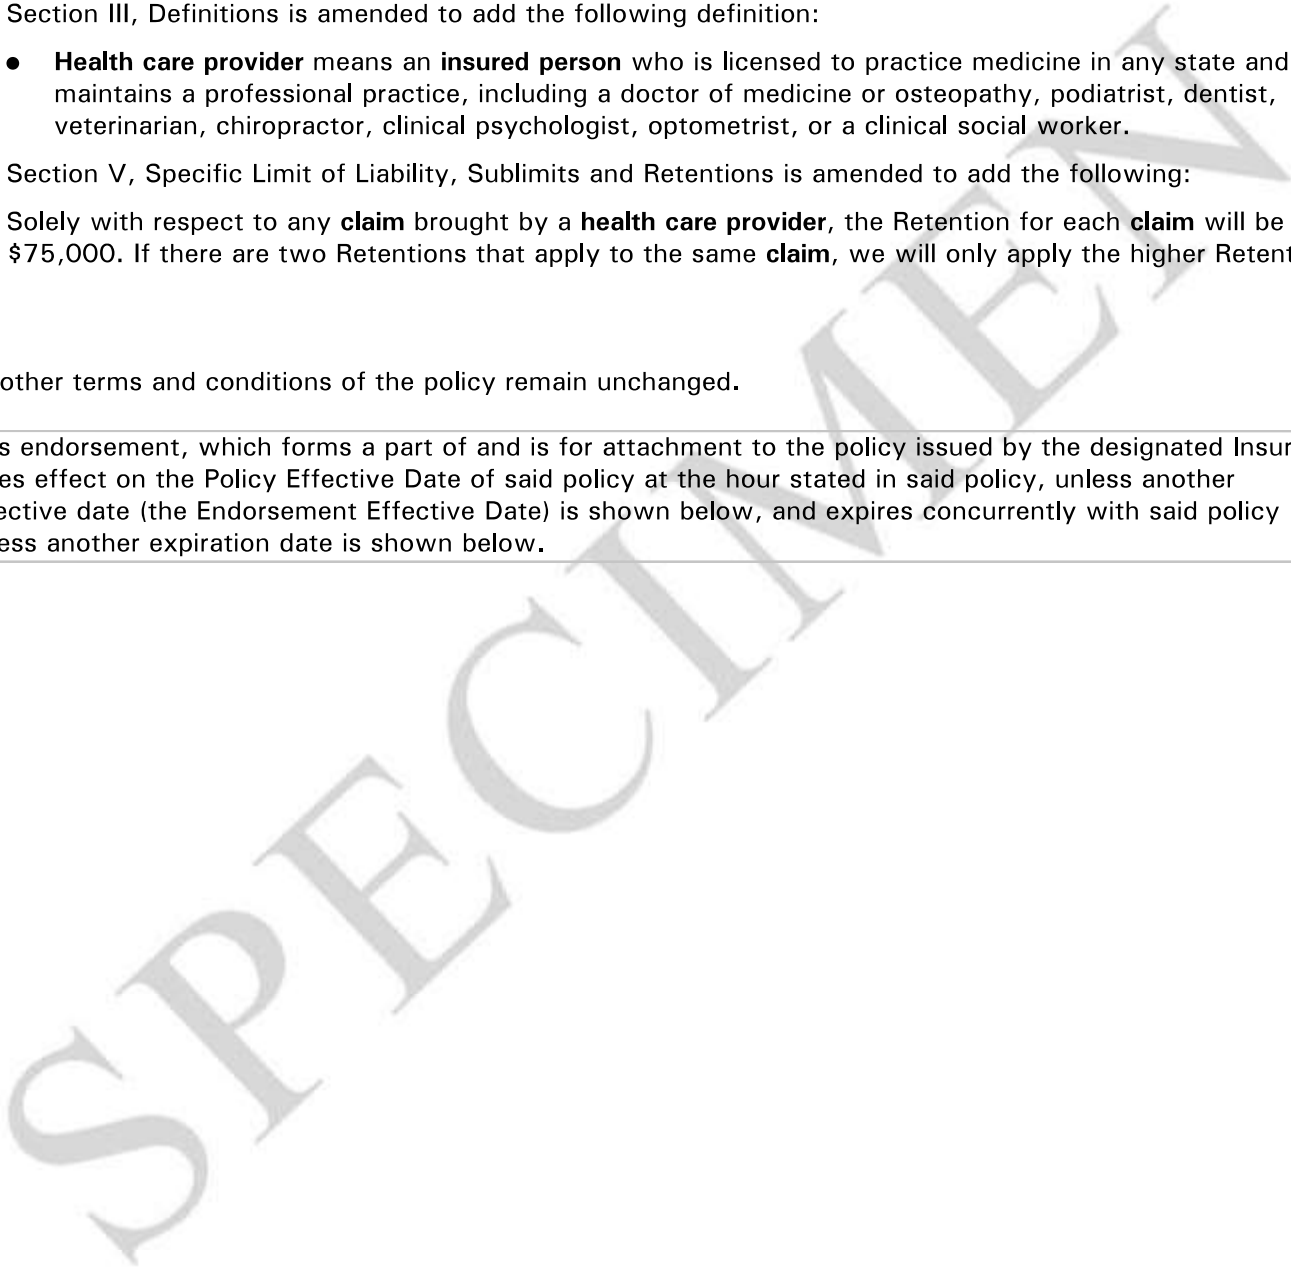 Section III, Definitions is amended to add the following definition:
● Health care provider means an insured person who is licensed to practice medicine in any state and
maintains a professional practice, including a doctor of medicine or osteopathy, podiatrist, dentist,
veterinarian, chiropractor, clinical psychologist, optometrist, or a clinical social worker.
Section V, Specific Limit of Liability, Sublimits and Retentions is amended to add the following:
Solely with respect to any claim brought by a health care provider, the Retention for each claim will be
$75,000. If there are two Retentions that apply to the same claim, we will only apply the higher
other terms and conditions of the policy remain unchanged.
endorsement, which forms a part of and is for attachment to the policy issued by the designated
effect on the Policy Effective Date of said policy at the hour stated in said policy, unless another
date (the Endorsement Effective Date) is shown below, and expires concurrently with said policy
another expiration date is shown below.
SPECIMEN